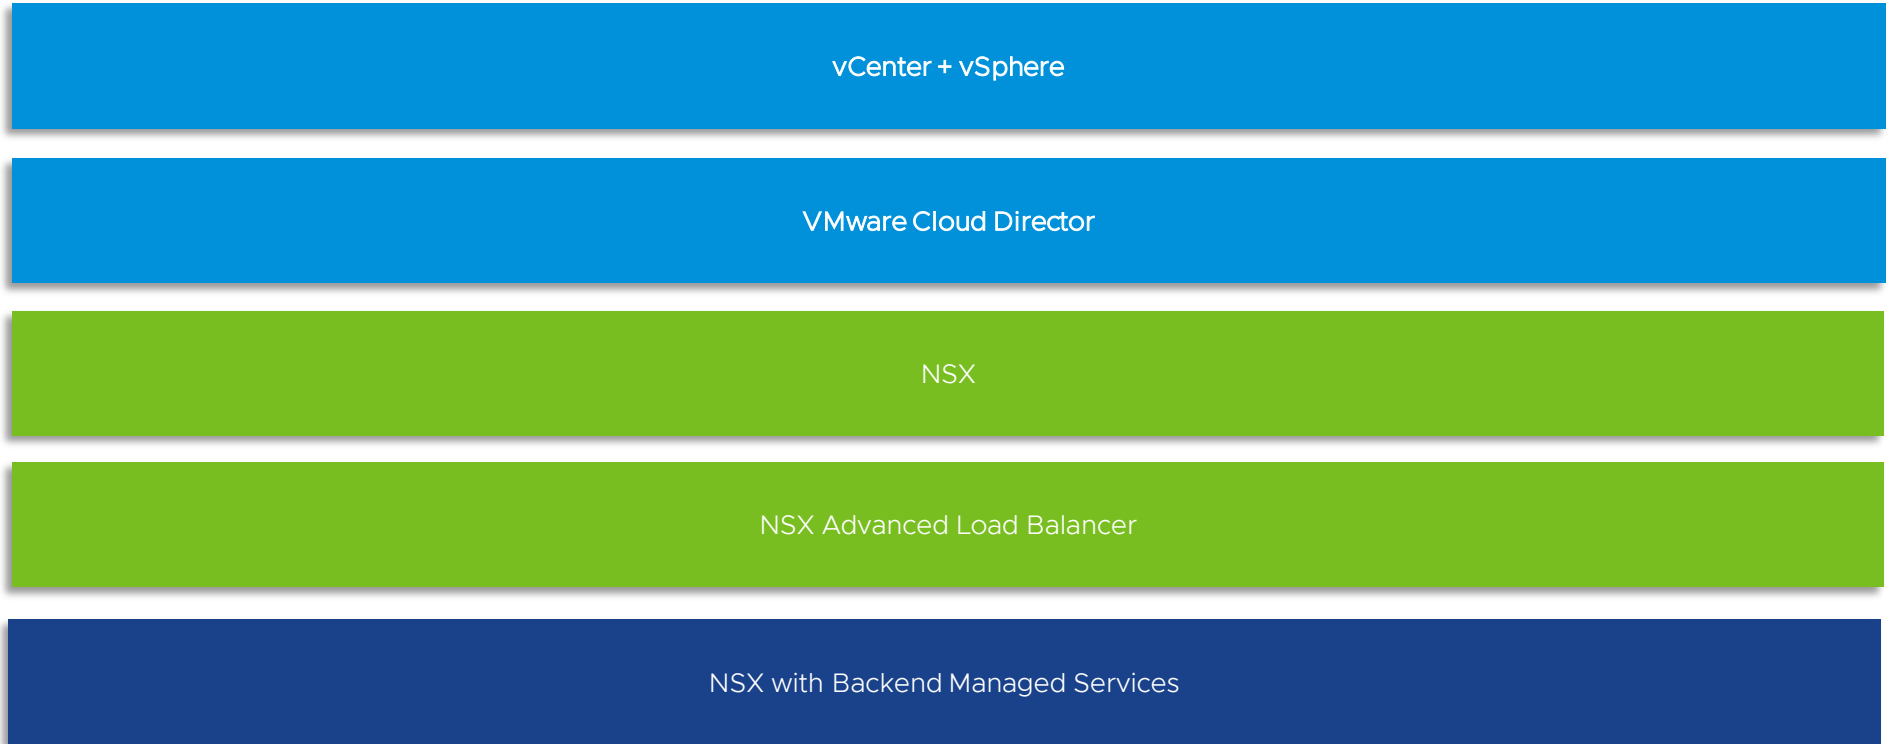 vCenter + vSphere
VMware Cloud Director
NSX
NSX Advanced Load Balancer
NSX with Backend Managed Services